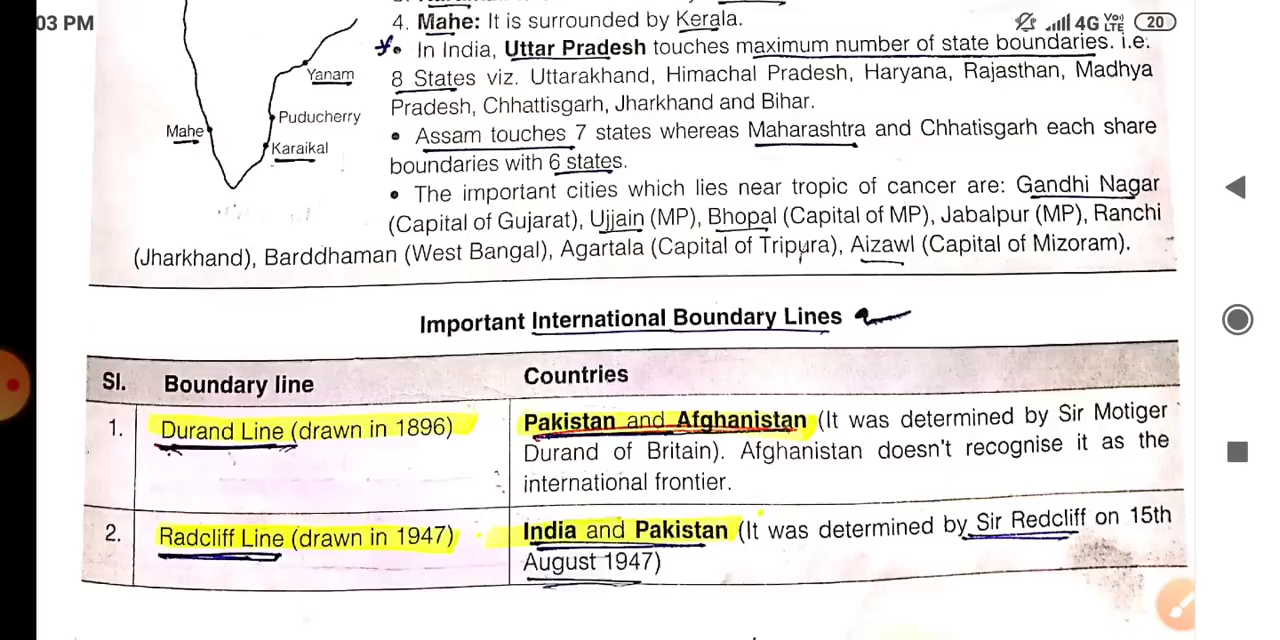 03 PM
4G VoLTE 20
4. Mahe: It is surrounded by Kerala.
• In India, Uttar Pradesh touches maximum number of state boundaries. i.e.
8 States viz. Uttarakhand, Himachal Pradesh, Haryana, Rajasthan, Madhya
Pradesh, Chhattisgarh, Jharkhand and Bihar.
• Assam touches 7 states whereas Maharashtra and Chhatisgarh each share
boundaries with 6 states.
• The important cities which lies near tropic of cancer are: Gandhi Nagar
(Capital of Gujarat), Ujjain (MP), Bhopal (Capital of MP), Jabalpur (MP), Ranchi
(Jharkhand), Barddhaman (West Bangal), Agartala (Capital of Tripura), Aizawl (Capital of Mizoram).
Yanam
Puducherry
Mahe
Karaikal
Important International Boundary Lines
Sl. Boundary line Countries
1. Durand Line (drawn in 1896) Pakistan and Afghanistan (It was determined by Sir Motiger
Durand of Britain). Afghanistan doesn't recognise it as the
international frontier.
2. Radcliff Line (drawn in 1947) India and Pakistan (It was determined by Sir Redcliff on 15th
August 1947)